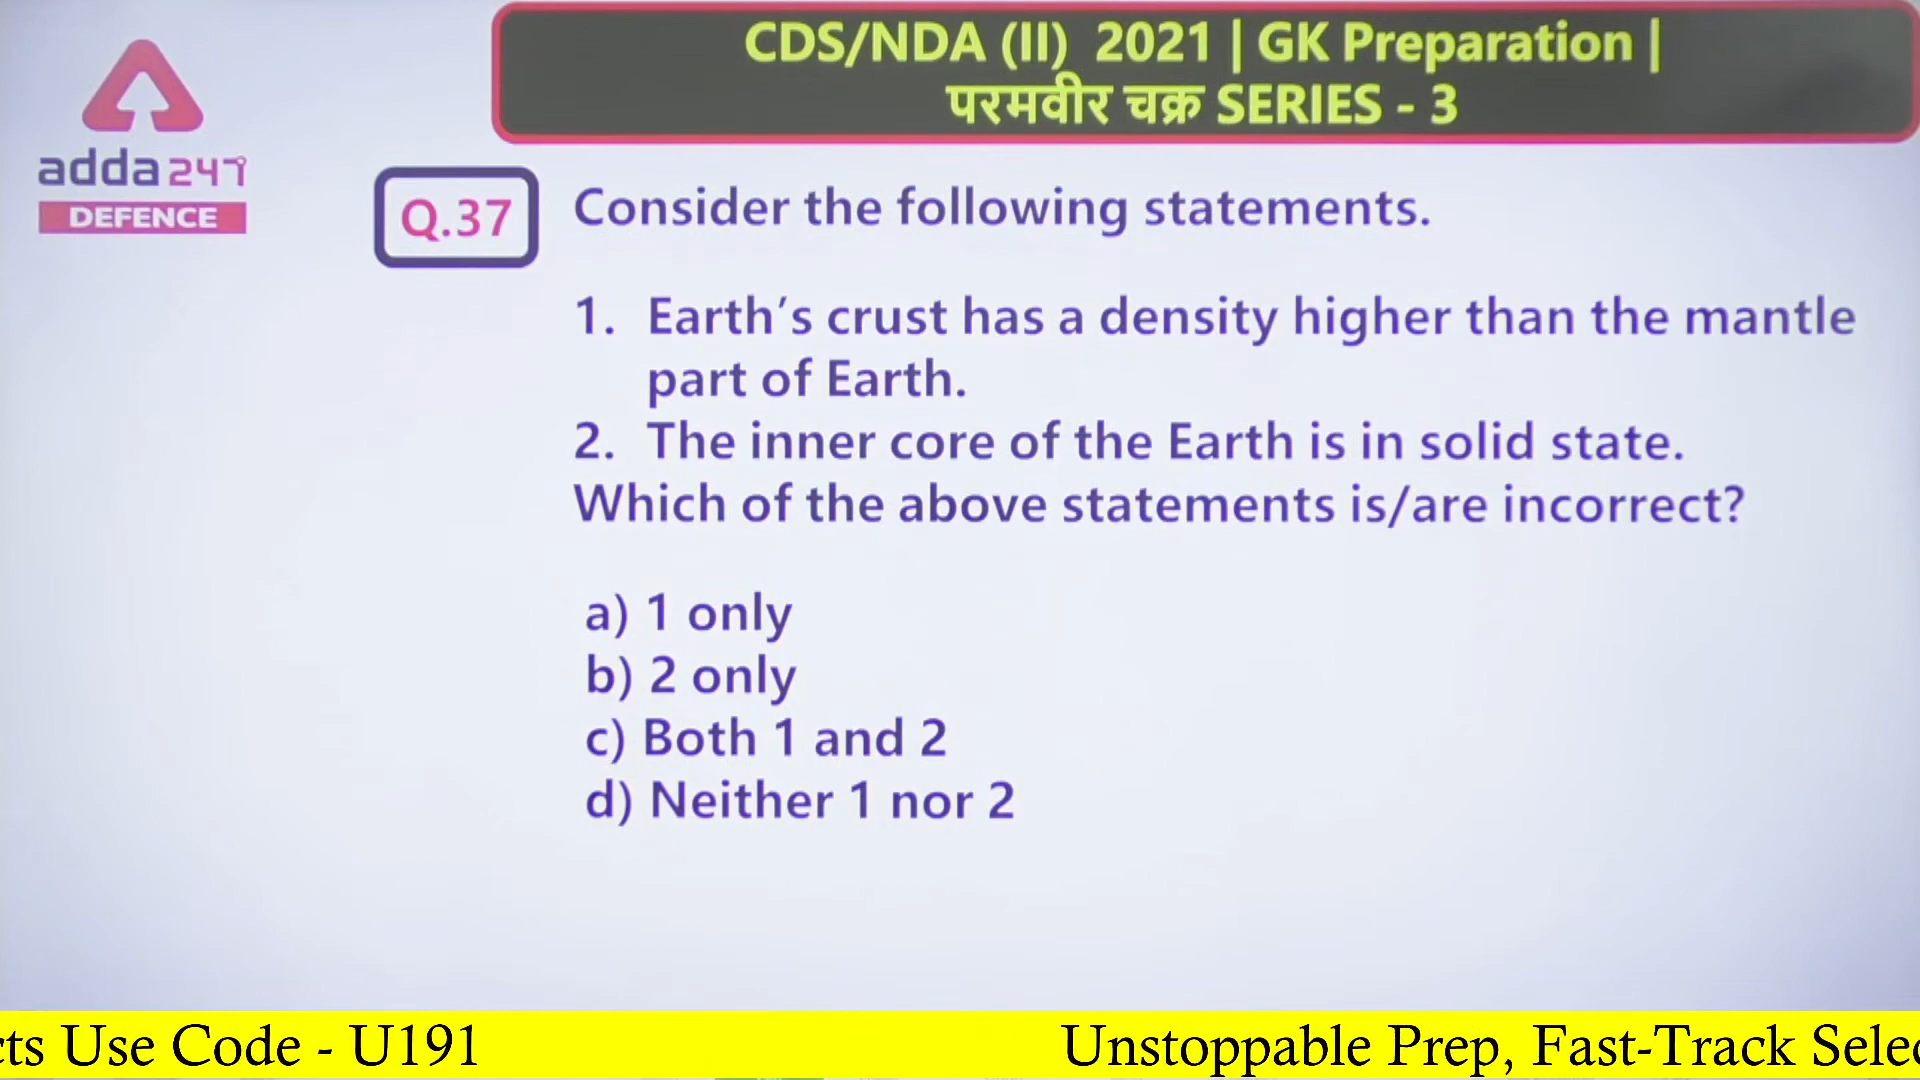 CDS/NDA (II) 2021 | GK Preparation |
परमवीर चक्र SERIES - 3
adda247
DEFENCE
Q.37
Consider the following statements.
1. Earth's crust has a density higher than the mantle
part of Earth.
2. The inner core of the Earth is in solid state.
Which of the above statements is/are incorrect?
a) 1 only
b) 2 only
c) Both 1 and 2
d) Neither 1 nor 2
Use Code - U191
Unstoppable Prep, Fast-Track